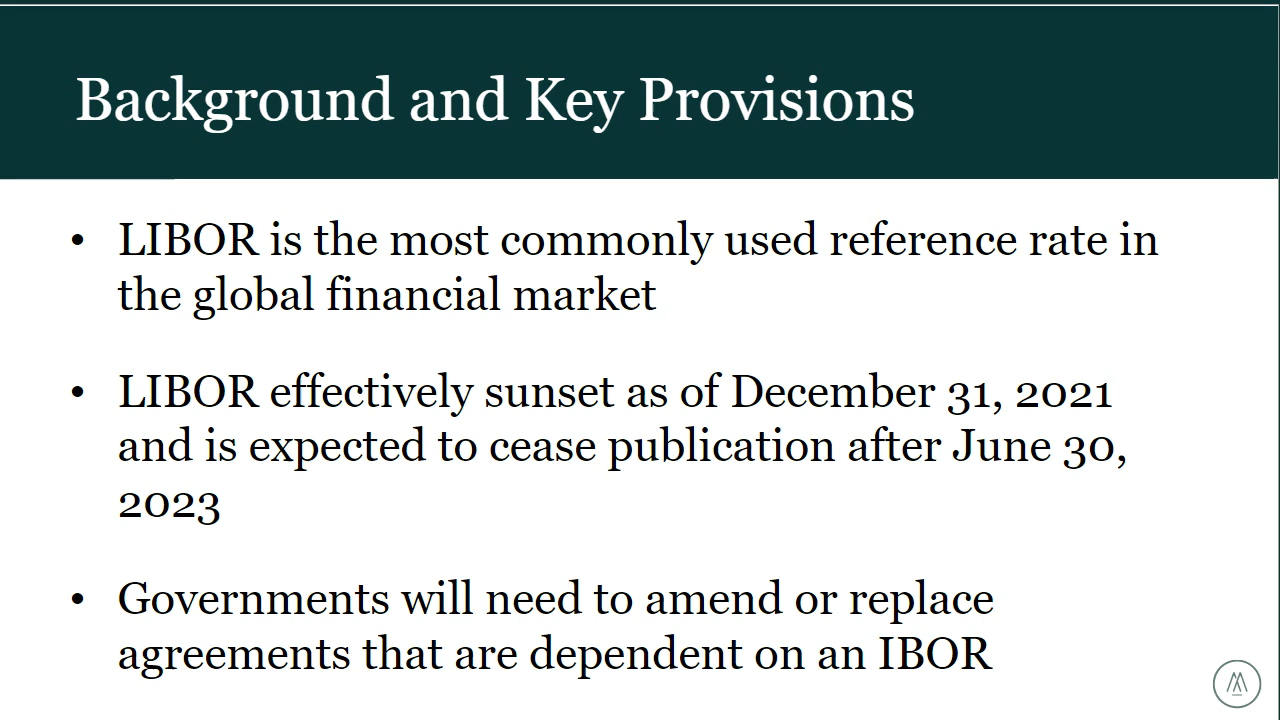 Background and Key Provisions
• LIBOR is the most commonly used reference rate in
the global financial market
• LIBOR effectively sunset as of December 31, 2021
and is expected to cease publication after June 30,
2023
• Governments will need to amend or replace
agreements that are dependent on an IBOR